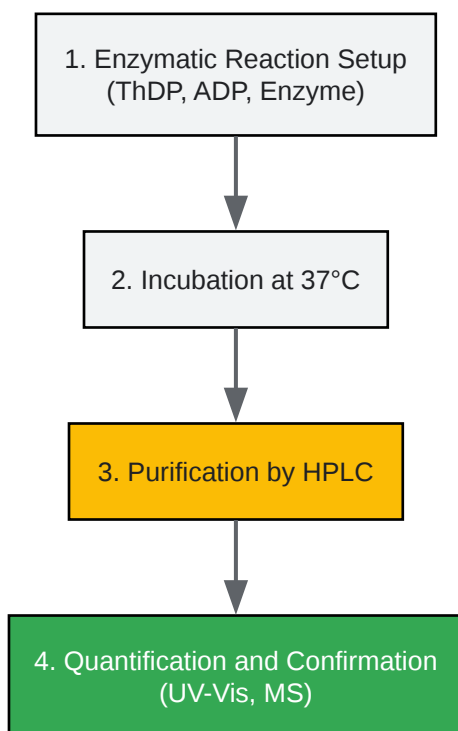 1. Enzymatic Reaction Setup
(ThDP, ADP, Enzyme)
2. Incubation at 37°C
3. Purification by HPLC
4. Quantification and Confirmation
(UV-Vis, MS)